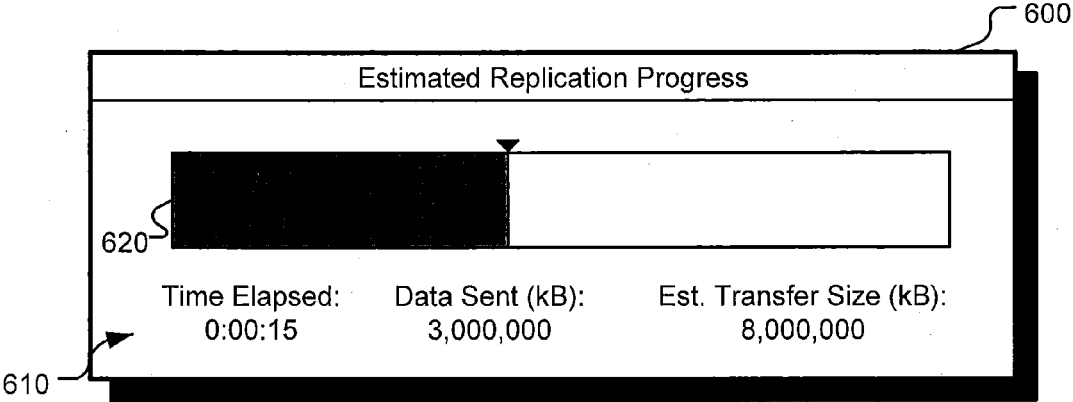 600
Estimated Replication Progress
620
Time Elapsed: Data Sent (kB): Est. Transfer Size (kB):
0:00:15 3,000,000 8,000,000
610